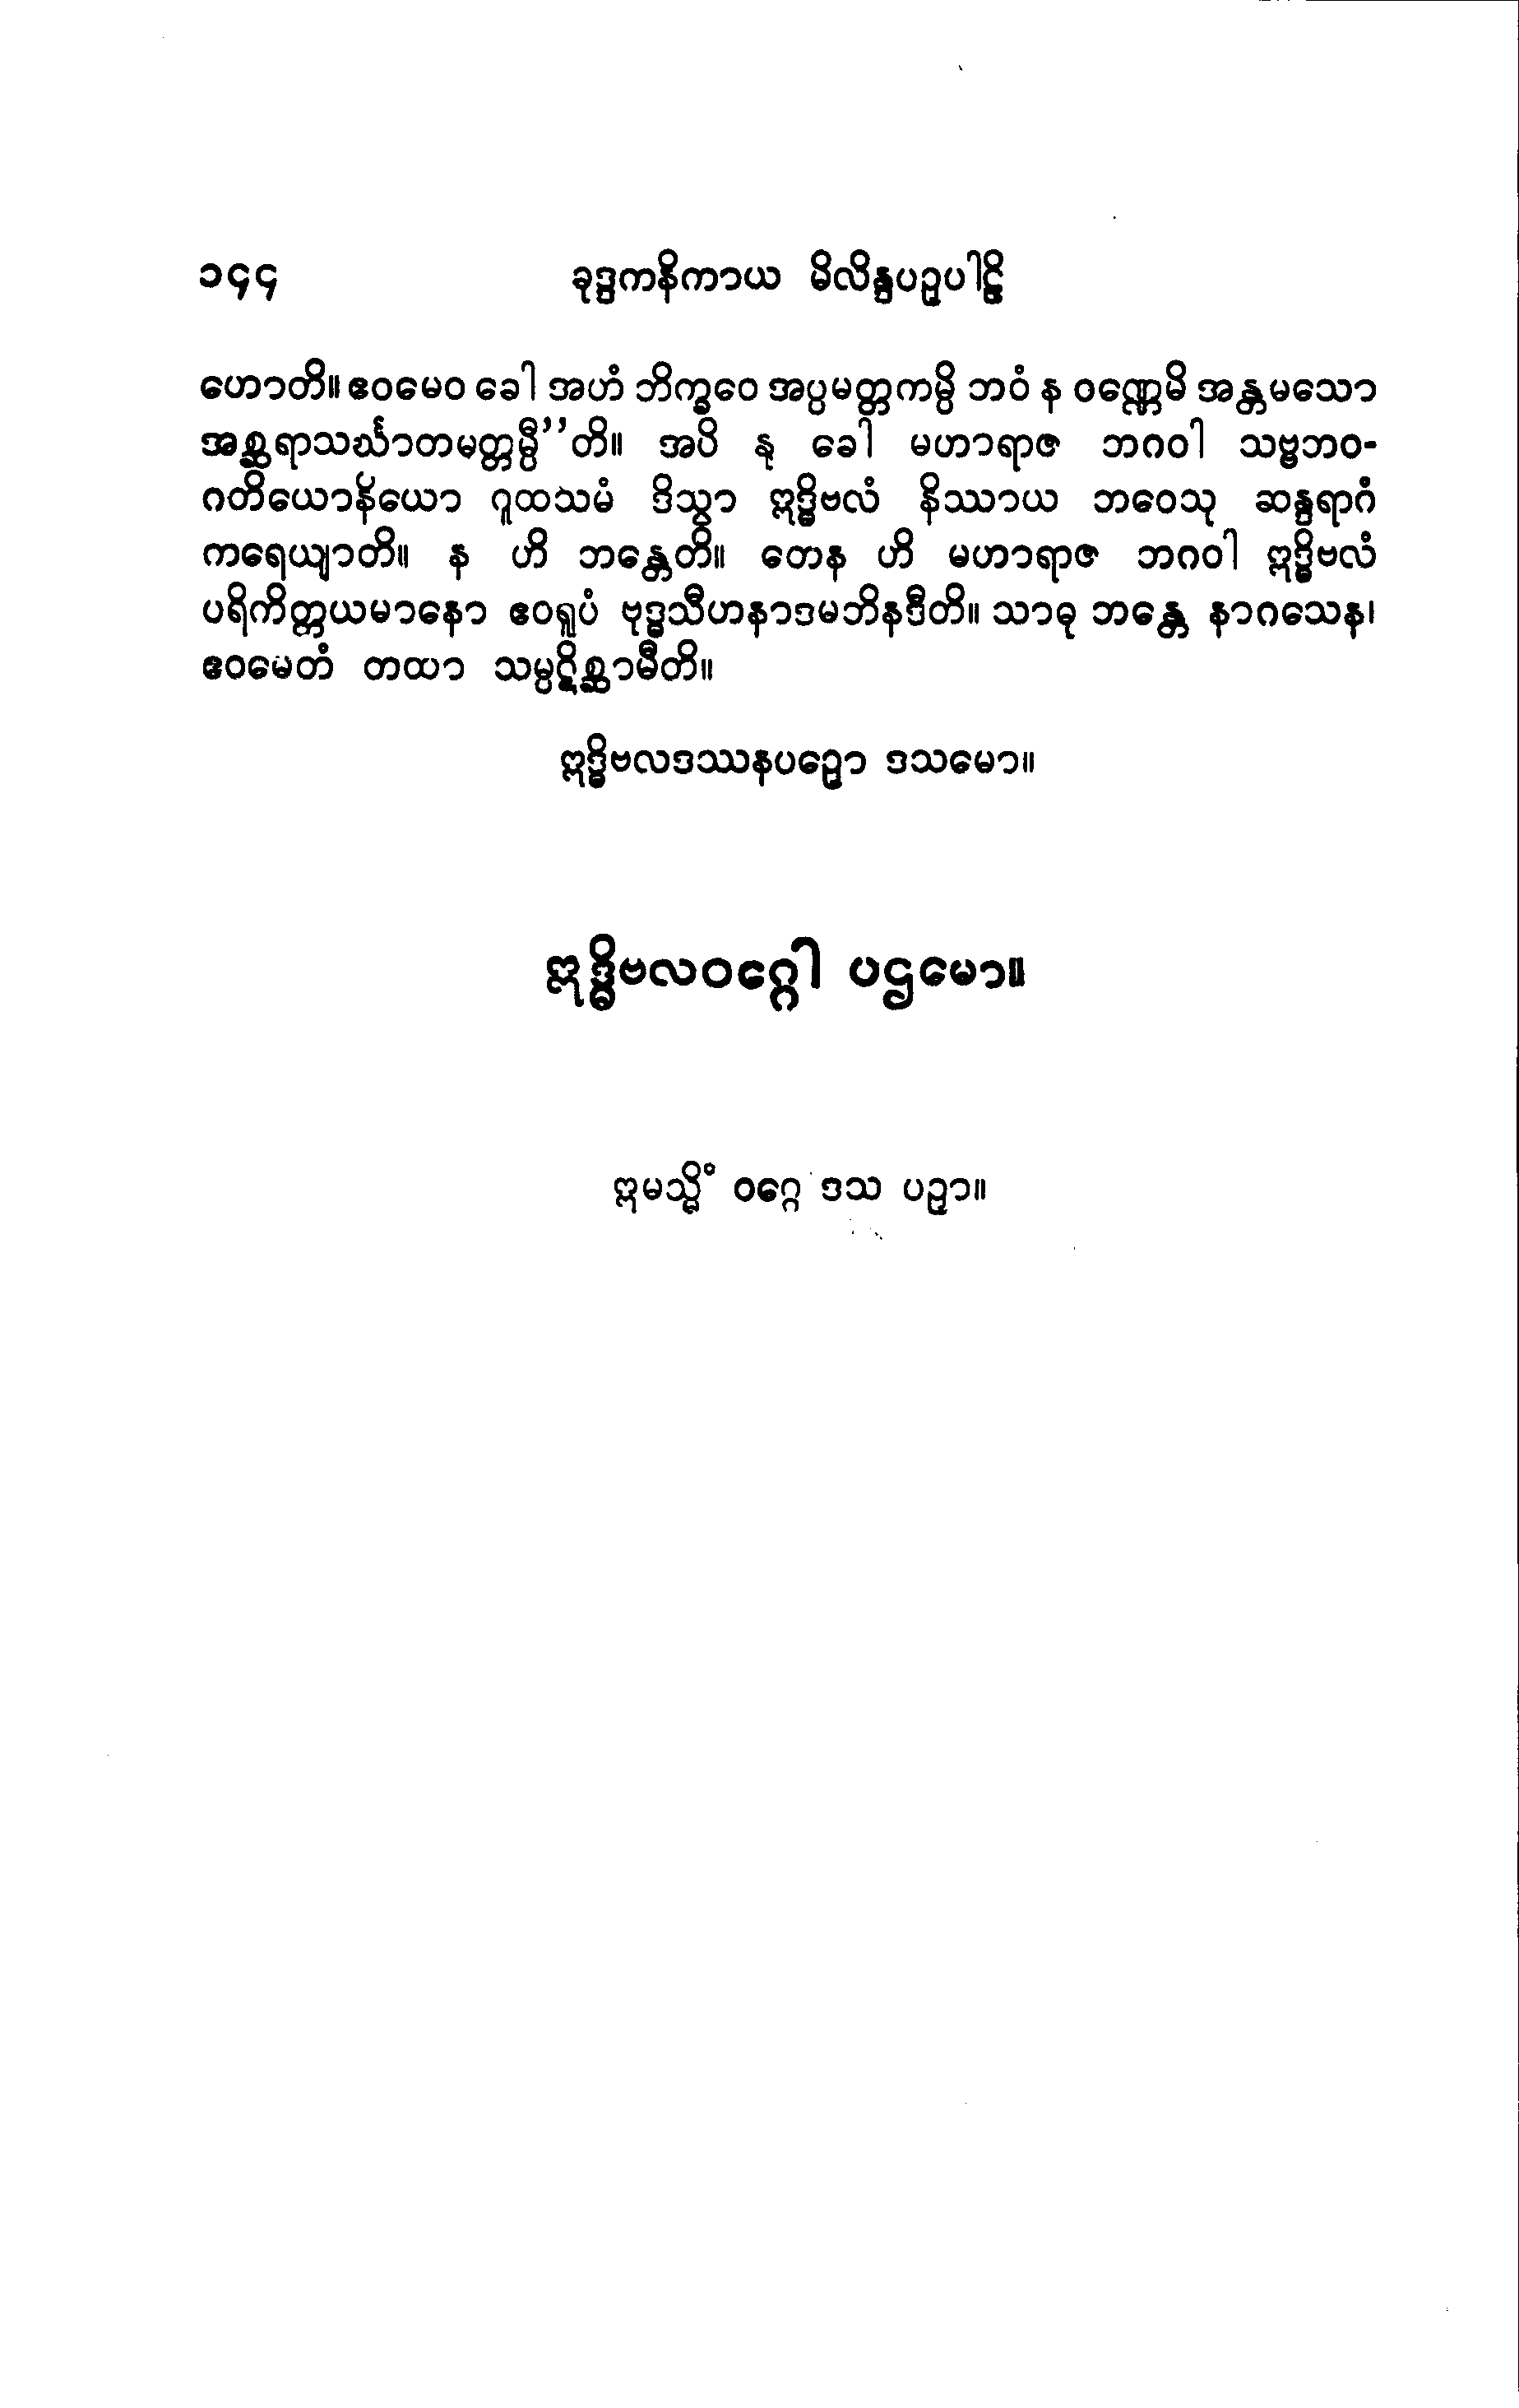 ၁၄၄ ခုဒ္ဒကနိကာယ မိလိန္ဒပဉှပါဠိ
ဟောတိ။ ဧဝမေဝ ခေါ အဟံ ဘိက္ခဝေ အပ္ပမတ္တကမ္ပိ ဘဝံ န ဝဏ္ဏေမိ အန္တမသော
အစ္ဆရာသင်္ဃာတမတ္တမ္ပီ’’တိ။ အပိ နု ခေါ မဟာရာဇ ဘဂဝါ သဗ္ဗဘဝ-
ဂတိယောနိယော ဂူထသမံ ဒိသွာ ဣဒ္ဓိဗလံ နိဿာယ ဘဝေသု ဆန္ဒရာဂံ
ကရေယျာတိ။ န ဟိ ဘန္တေတိ။ တေန ဟိ မဟာရာဇ ဘဂဝါ ဣဒ္ဓိဗလံ
ပရိကိတ္တယမာနော ဧဝရူပံ ဗုဒ္ဓသီဟနာဒမဘိနဒီတိ။ သာဓု ဘန္တေ နာဂသေန၊
ဧဝမေတံ တထာ သမ္ပဋိစ္ဆာမီတိ။
ဣဒ္ဓိဗလဒဿနပဉှော ဒသမော။
ဣဒ္ဓိဗလဝဂ္ဂေါ ပဌမော။
ဣမသ္မိံ ဝဂ္ဂေ ဒသ ပဉှာ။